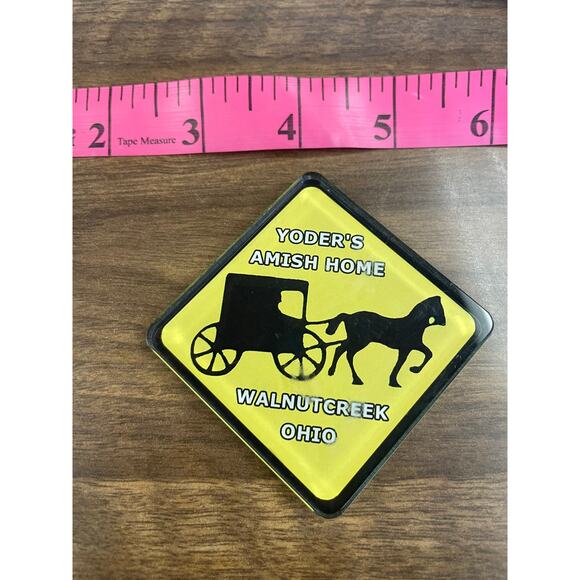 2 Tape Measure 3 4 5 6
YODER'S
AMISH HOME
WALNUTCREEK
OHIO